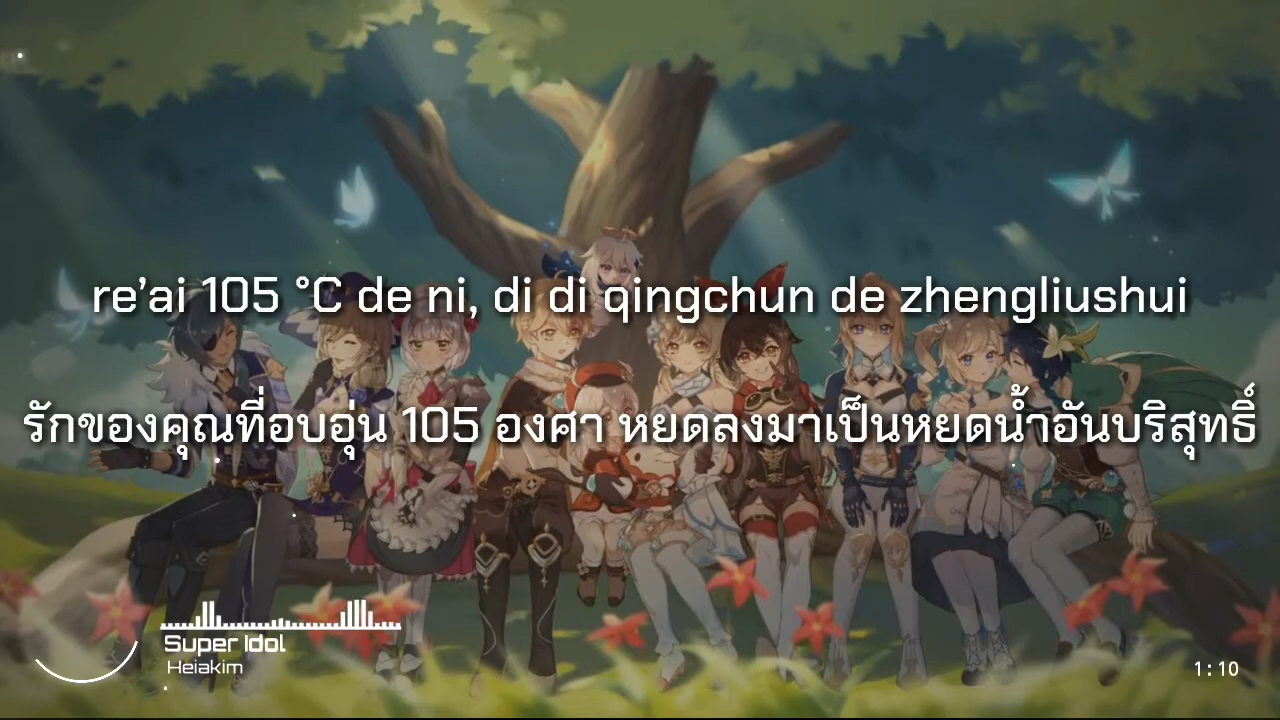 re’ai 105 °C de ni, di di qingchun de zhengliushui
รักของคุณที่อบอุ่น 105 องศา หยดลงมาเป็นหยดน้ำอันบริสุทธิ์
Super Idol
Heiakim
1:10